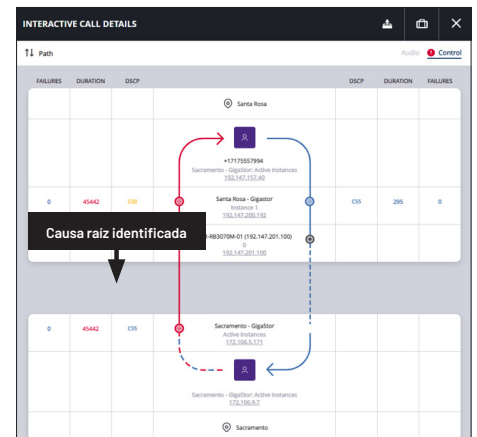 INTERACTIVE CALL DETAILS
Path
Audio
! Control
FAILURES DURATION DSCP DSCP DURATION FAILURES
Santa Rosa
+17175557994
Sacramento - GigaStor: Active Instances
192.147.157.40
0 45442 CS0 Santa Rosa - Gigastor CS5 295 0
Instance 1
192.147.200.192
Causa raíz identificada
-RB3070M-01 (192.147.201.100)
0
192.147.201.100
0 45442 CS5 Sacramento - GigaStor
Active Instances
172.106.5.171
Sacramento - GigaStor: Active Instances
172.106.9.7
Sacramento